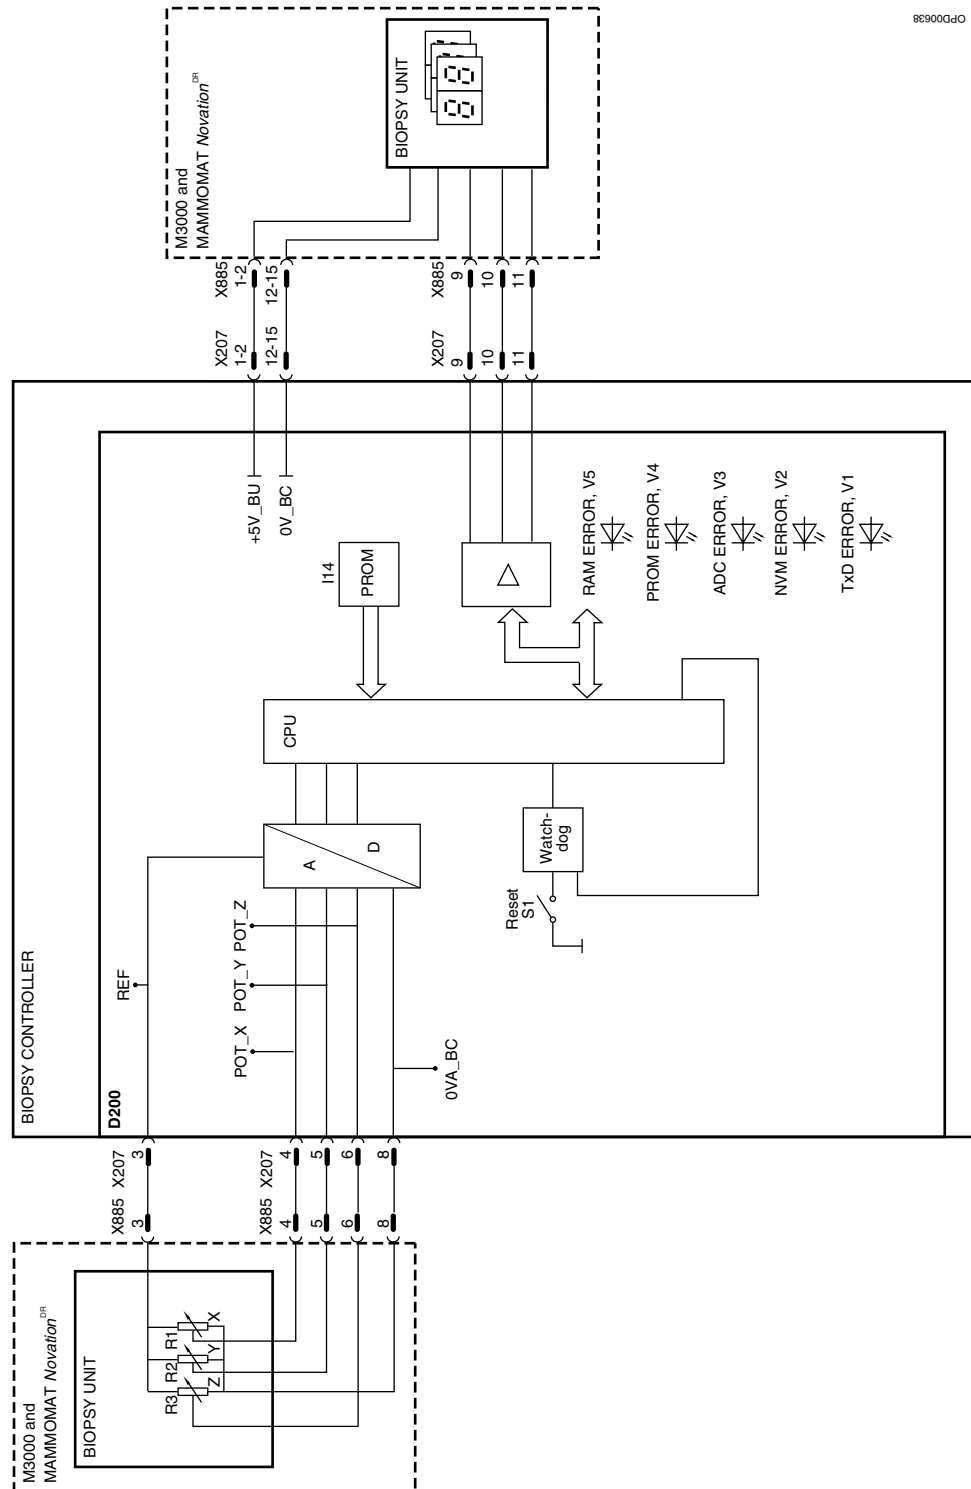 M3000 and
MAMMOMAT Novation DR
BIOPSY UNIT
R3 Z
R2 Y
R1 X
X885 X207
3 3
X885 X207
4 4
5 5
6 6
8 8
BIOPSY CONTROLLER
D200
REF
POT_X
POT_Y
POT_Z
0VA_BC
A
D
CPU
Reset
S1
Watch-
dog
I14
PROM
+5V_BU
0V_BC
RAM ERROR, V5
PROM ERROR, V4
ADC ERROR, V3
NVM ERROR, V2
TxD ERROR, V1
X207 X885
1-2 1-2
12-15 12-15
X207 X885
9 9
10 10
11 11
M3000 and
MAMMOMAT Novation DR
BIOPSY UNIT
OPD00638